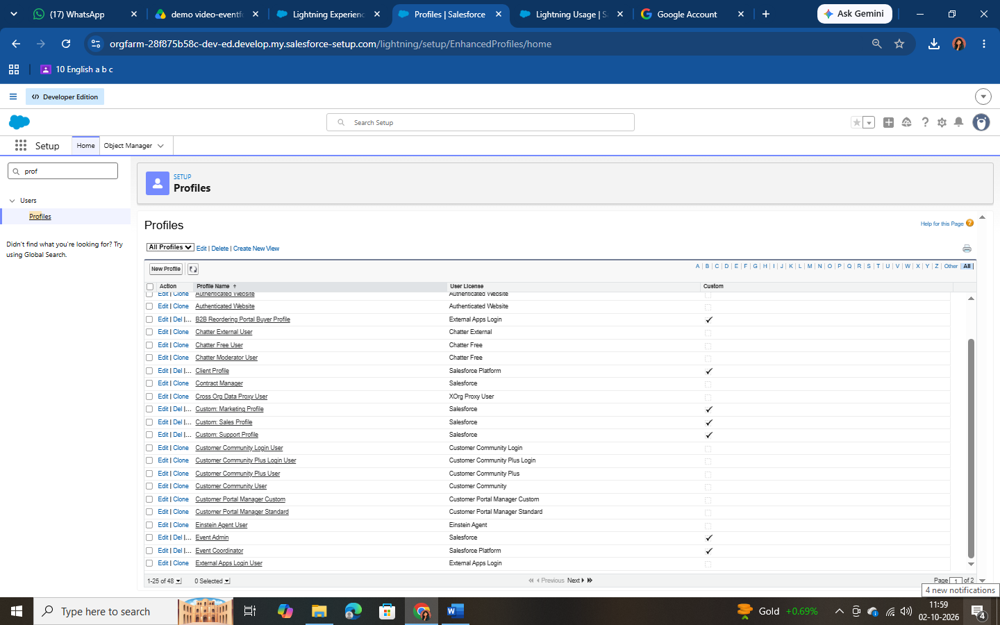 (17) WhatsApp
demo video-eventfo
Lightning Experienc
Profiles | Salesforce
Lightning Usage | S
Google Account
Ask Gemini
orgfarm-28f875b58c-dev-ed.develop.my.salesforce-setup.com/lightning/setup/EnhancedProfiles/home
10 English a b c
Developer Edition
Search Setup
Setup
Home
Object Manager
prof
Users
Profiles
Didn't find what you're looking for? Try
using Global Search.
SETUP
Profiles
Profiles
Help for this Page
All Profiles Edit | Delete | Create New View
New Profile
A | B | C | D | E | F | G | H | I | J | K | L | M | N | O | P | Q | R | S | T | U | V | W | X | Y | Z | Other | All |
Action Profile Name User License Custom
Edit | Clone Authenticated Website Authenticated Website
Edit | Clone Authenticated Website Authenticated Website
Edit | Del |... B2B Reordering Portal Buyer Profile External Apps Login
Edit | Clone Chatter External User Chatter External
Edit | Clone Chatter Free User Chatter Free
Edit | Clone Chatter Moderator User Chatter Free
Edit | Del |... Client Profile Salesforce Platform
Edit | Clone Contract Manager Salesforce
Edit | Clone Cross Org Data Proxy User XOrg Proxy User
Edit | Del |... Custom: Marketing Profile Salesforce
Edit | Del |... Custom: Sales Profile Salesforce
Edit | Del |... Custom: Support Profile Salesforce
Edit | Clone Customer Community Login User Customer Community Login
Edit | Clone Customer Community Plus Login User Customer Community Plus Login
Edit | Clone Customer Community Plus User Customer Community Plus
Edit | Clone Customer Community User Customer Community
Edit | Clone Customer Portal Manager Custom Customer Portal Manager Custom
Edit | Clone Customer Portal Manager Standard Customer Portal Manager Standard
Edit | Clone Einstein Agent User Einstein Agent
Edit | Del |... Event Admin Salesforce
Edit | Del |... Event Coordinator Salesforce Platform
Edit | Clone External Apps Login User External Apps Login
1-25 of 48 0 Selected Previous Next Page 1 of 2
4 new notifications
Type here to search
Gold +0.69%
11:59
02-10-2026
4